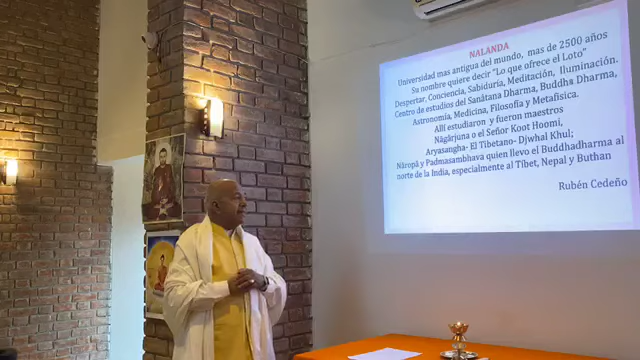 NALANDA
Universidad mas antigua del mundo, mas de 2500 años
Su nombre quiere decir "Lo que ofrece el Loto"
Despertar, Conciencia, Sabiduría, Meditación, Iluminación.
Centro de estudios del Sanâtana Dharma, Buddha Dharma,
Astronomía, Medicina, Filosofía y Metafísica.
Allí estudiaron y fueron maestros
Nâgârjuna o el Señor Koot Hoomi,
Aryasangha- El Tibetano- Djwhal Khul;
Nâropâ y Padmasambhava quien llevo el Buddhadharma al
norte de la India, especialmente al Tíbet, Nepal y Buthan
Rubén Cedeño